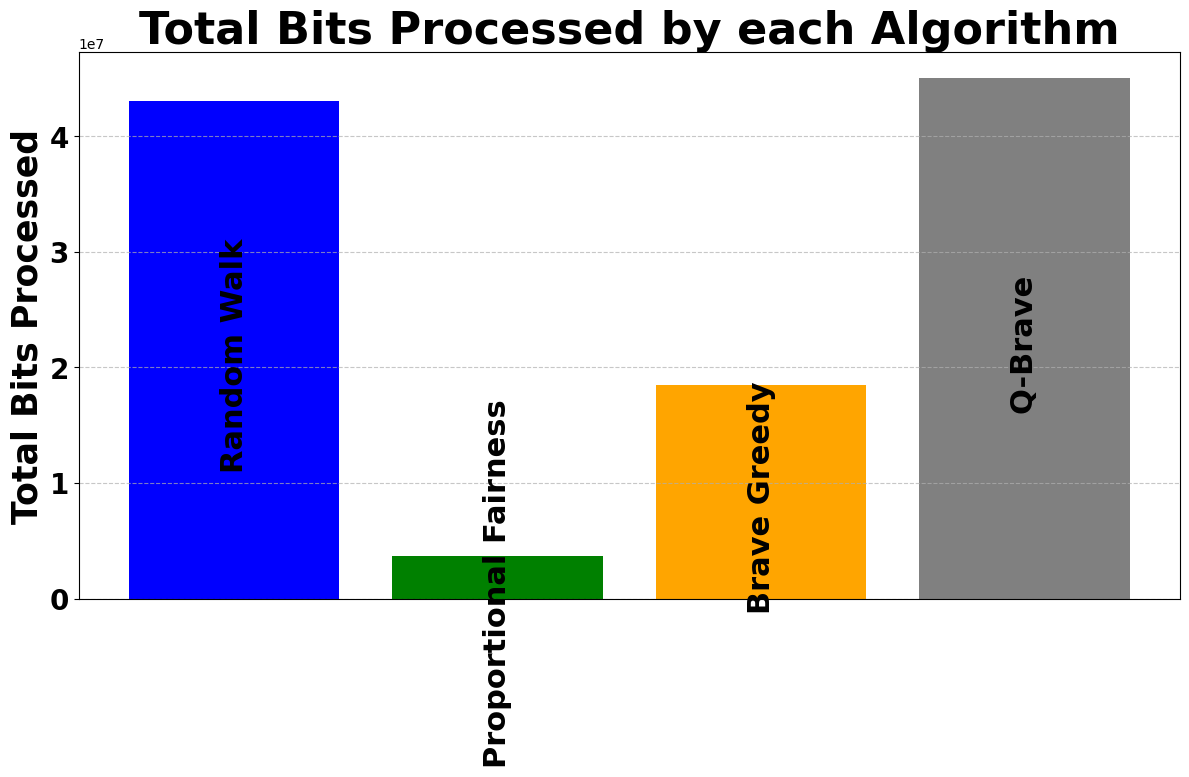 Total Bits Processed by each Algorithm
1e7
Total Bits Processed
4
3
2
1
0
Random Walk
Proportional Fairness
Brave Greedy
Q-Brave